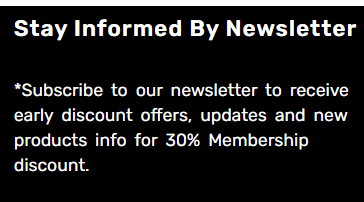 Stay Informed By Newsletter
*Subscribe to our newsletter to receive
early discount offers, updates and new
products info for 30% Membership
discount.